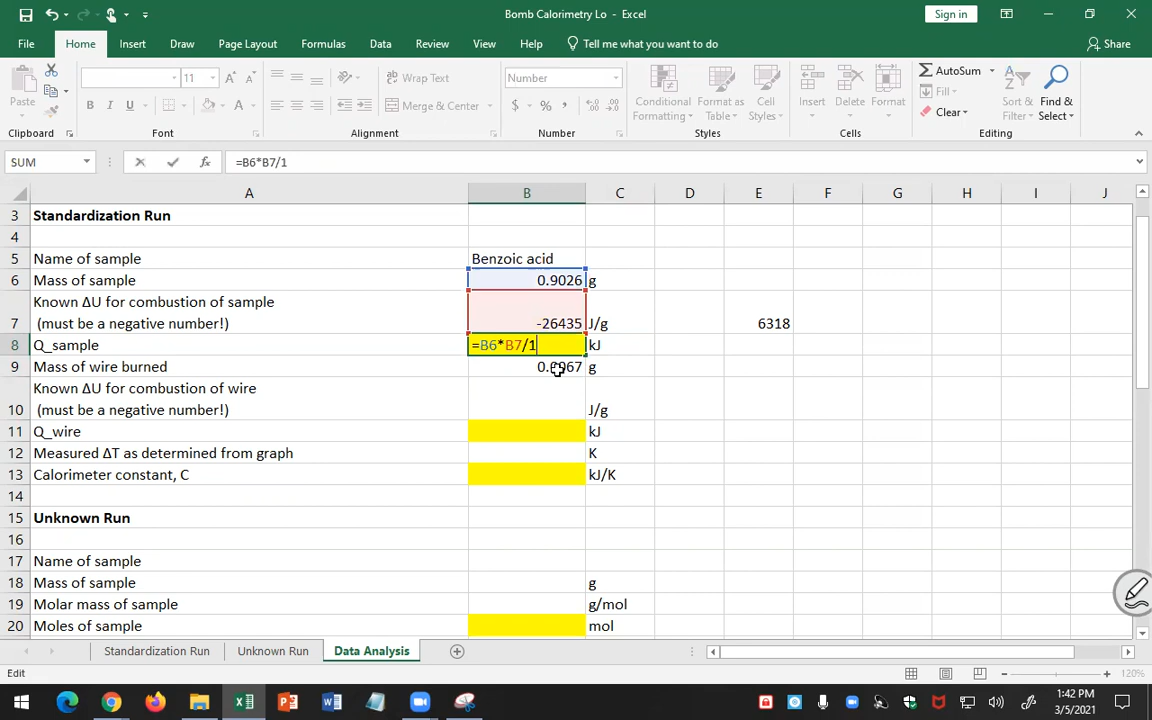 Bomb Calorimetry Lo - Excel
Sign in
File Home Insert Draw Page Layout Formulas Data Review View Help Tell me what you want to do
Share
Paste
11
Wrap Text
Merge & Center
Number
Conditional Formatting
Format as Table
Cell Styles
Insert
Delete
Format
AutoSum
Fill
Clear
Sort & Filter
Find & Select
Clipboard Font Alignment Number Styles Cells Editing
SUM =B6*B7/1
A B C D E F G H I J
3 Standardization Run
4
5 Name of sample Benzoic acid
6 Mass of sample 0.9026 g
Known ΔU for combustion of sample
7 (must be a negative number!) -26435 J/g 6318
8 Q_sample =B6*B7/1 kJ
9 Mass of wire burned 067 g
Known ΔU for combustion of wire
10 (must be a negative number!) J/g
11 Q_wire kJ
12 Measured ΔT as determined from graph K
13 Calorimeter constant, C kJ/K
14
15 Unknown Run
16
17 Name of sample
18 Mass of sample g
19 Molar mass of sample g/mol
20 Moles of sample mol
Standardization Run Unknown Run Data Analysis
Edit
120%
1:42 PM
3/5/2021